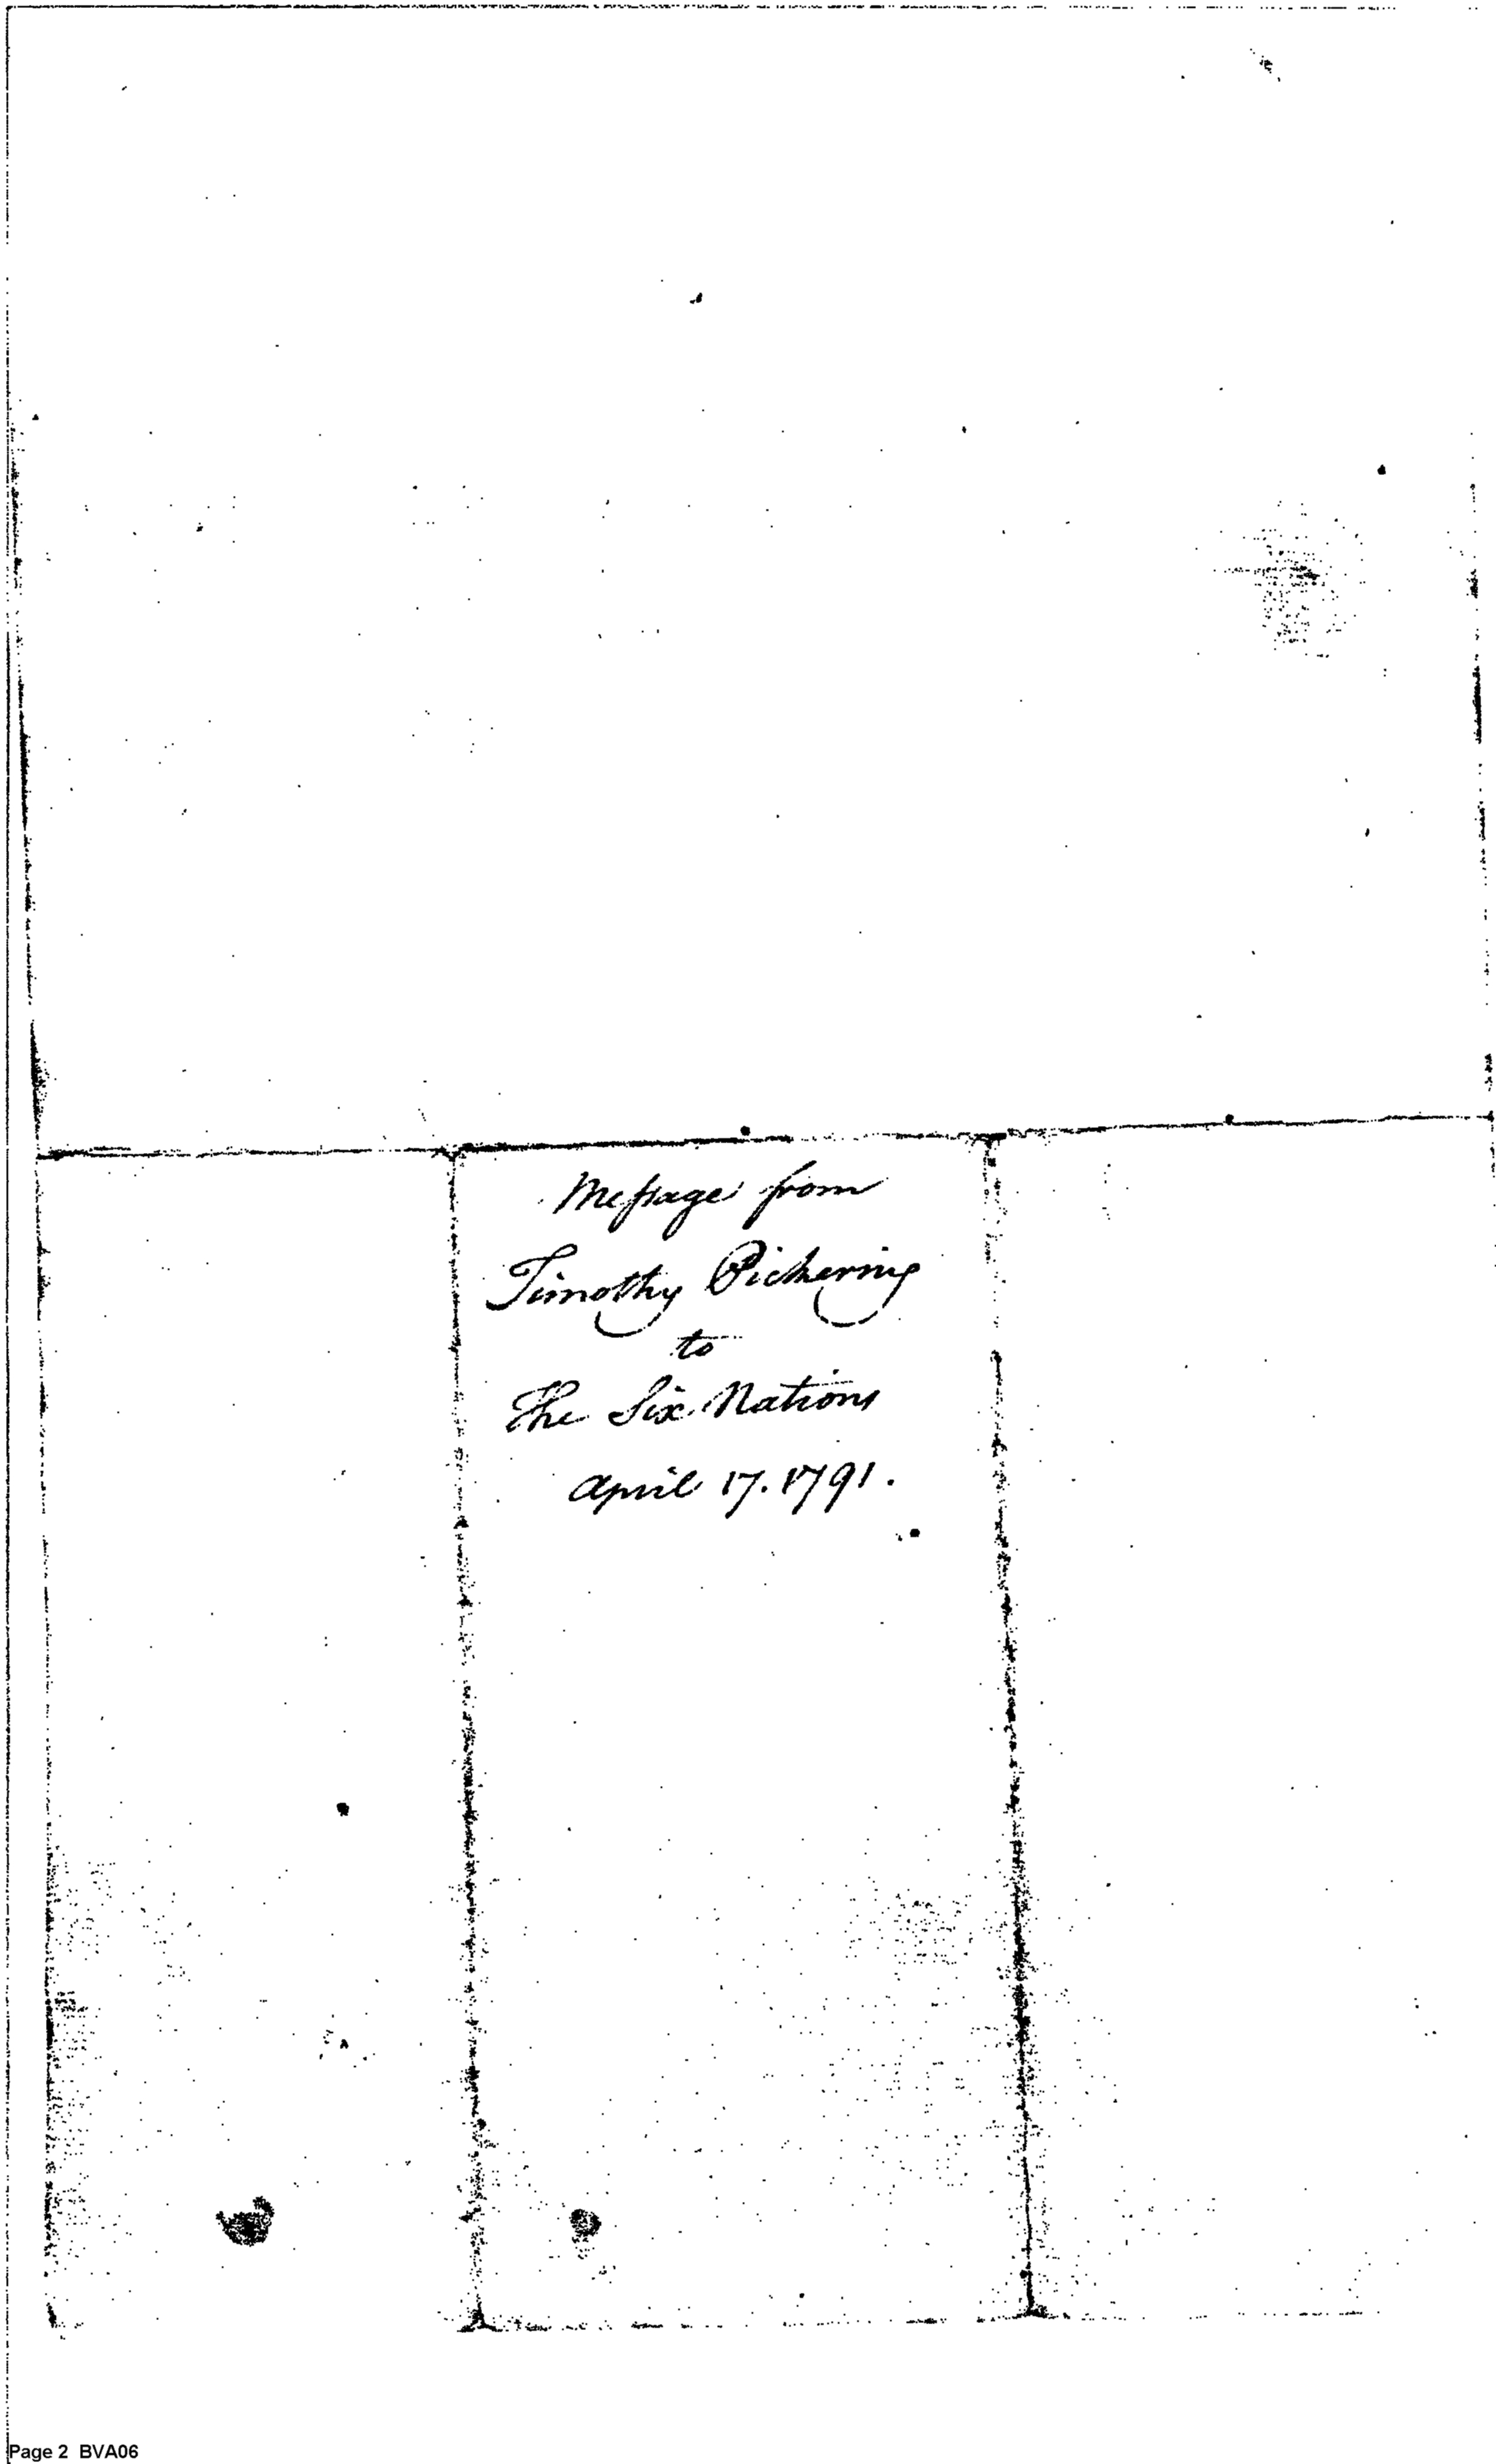 Message from
Timothy Pickering
to
The Six Nations
April 17. 1791.
Page 2 BVA06